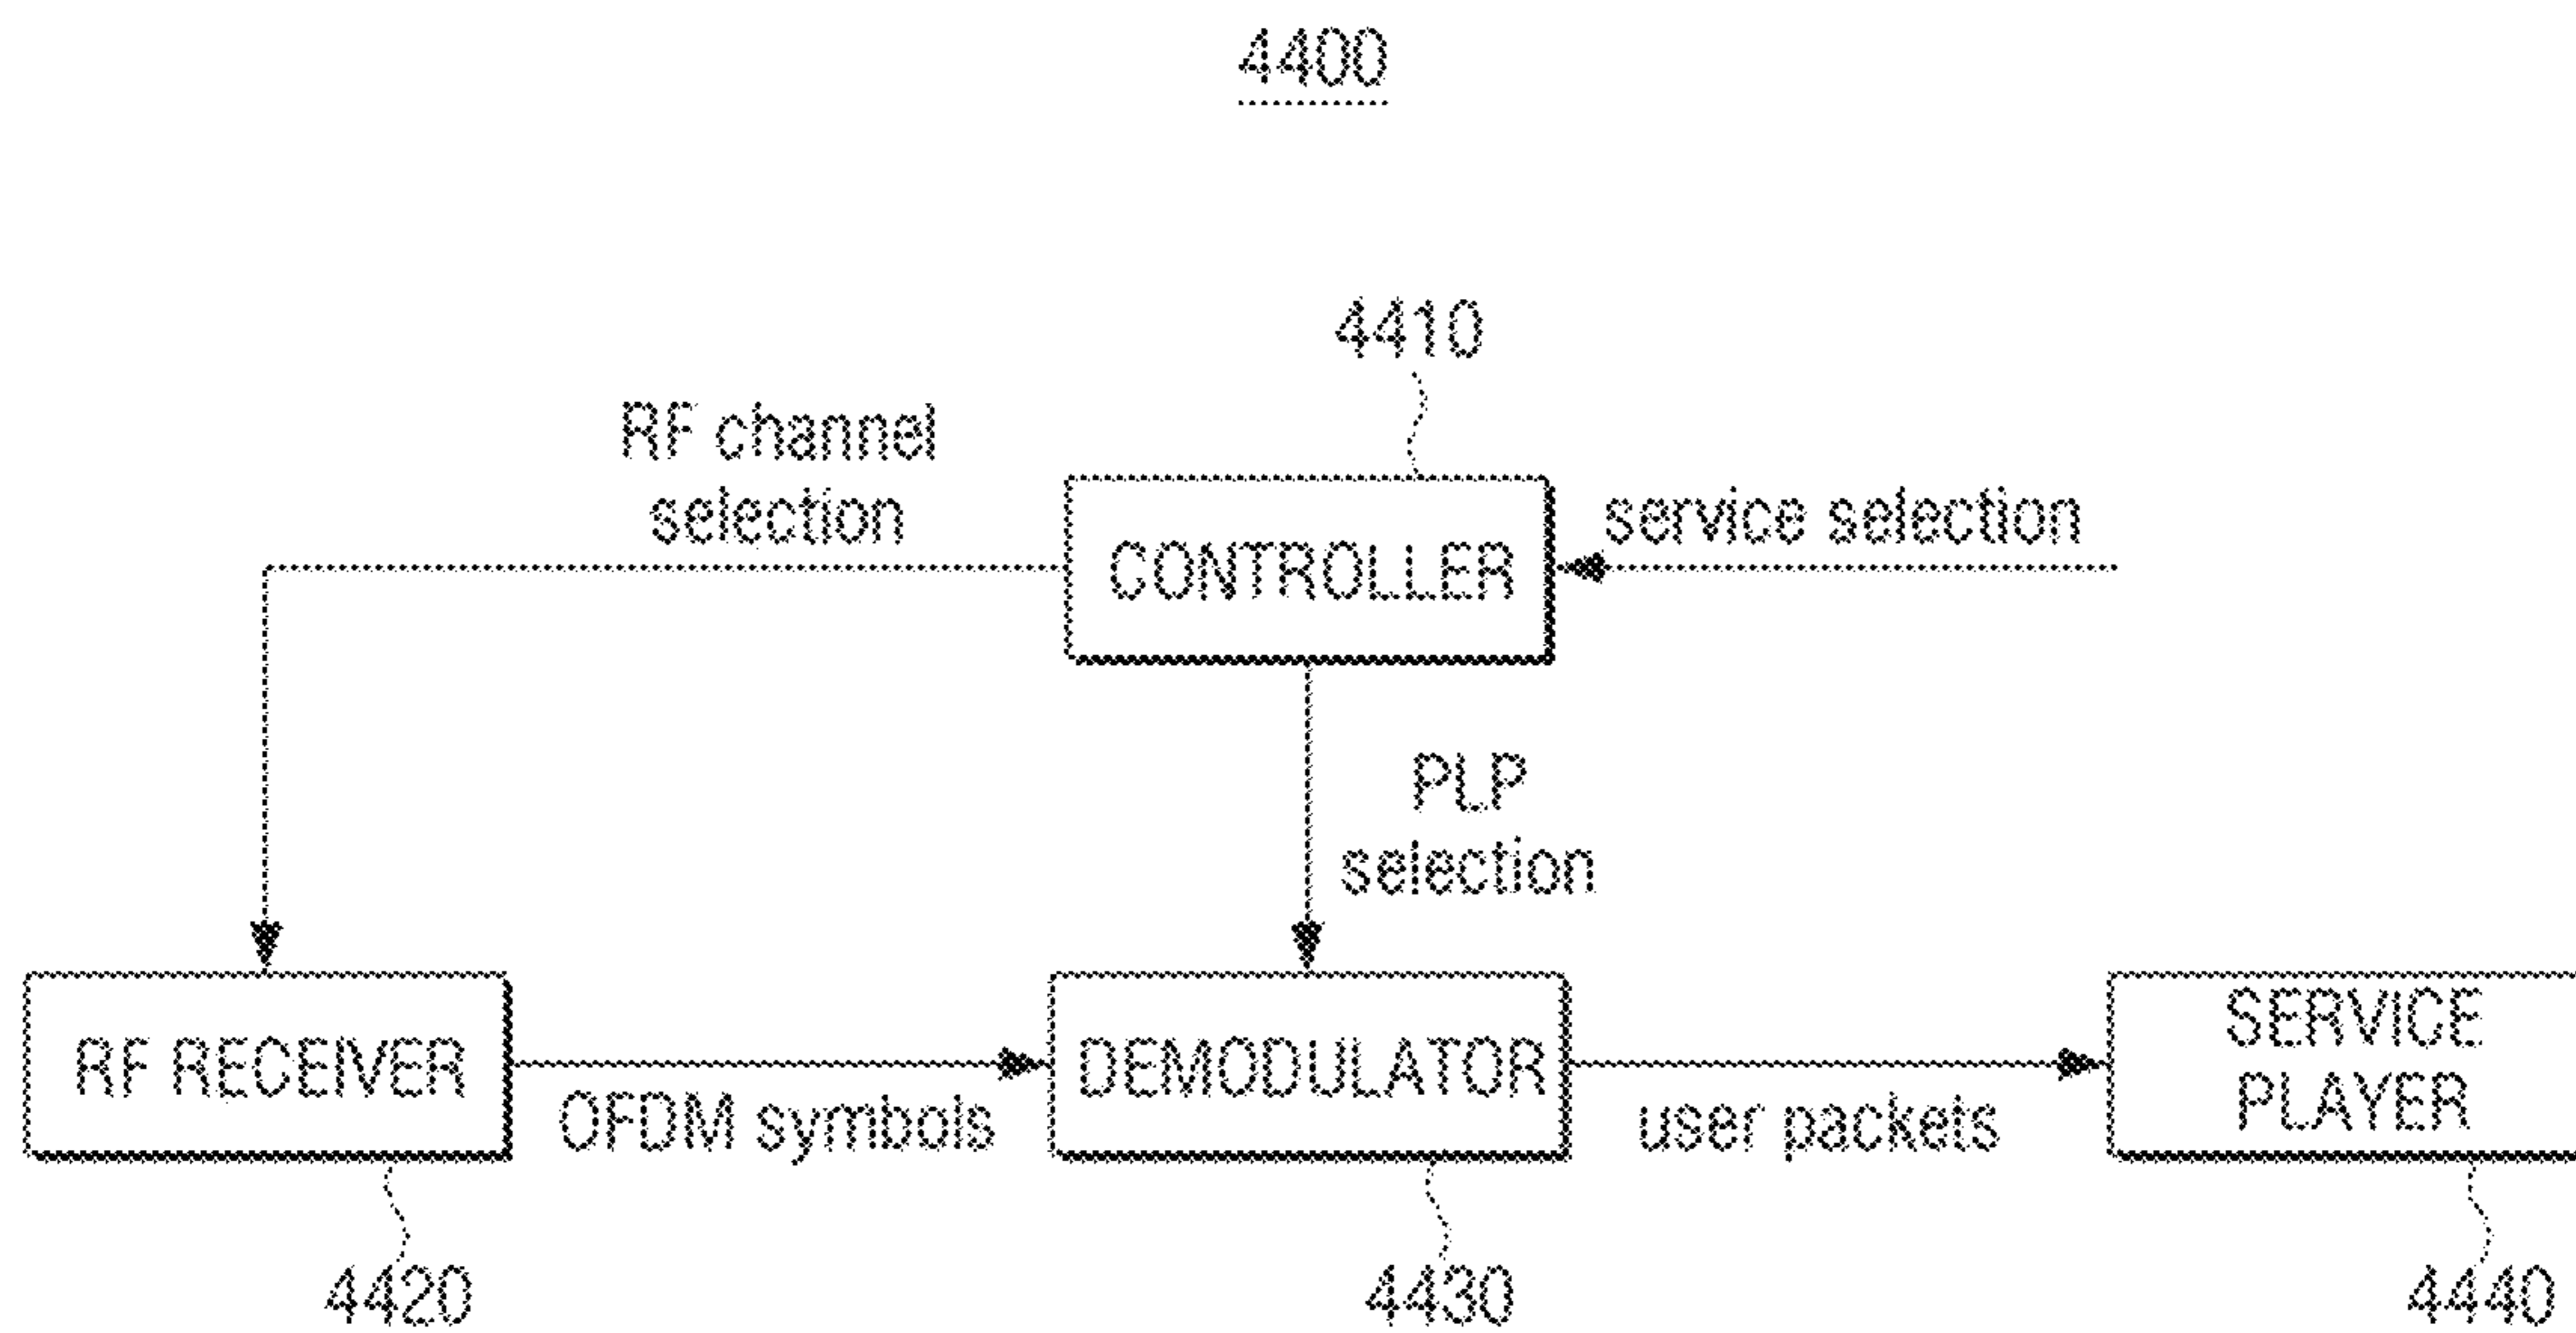 4400
4410
RF channel
selection
service selection
CONTROLLER
PLP
selection
RF RECEIVER
OFDM symbols
DEMODULATOR
user packets
SERVICE
PLAYER
4420
4430
4440